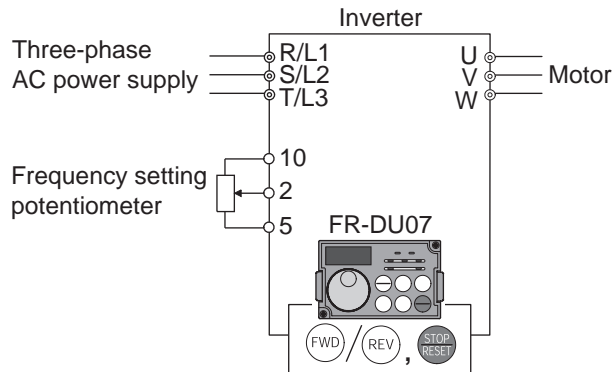 Inverter
Three-phase
AC power supply
R/L1
S/L2
T/L3
U
V
W
Motor
Frequency setting
potentiometer
10
2
5
FR-DU07
FWD / REV , STOP
RESET